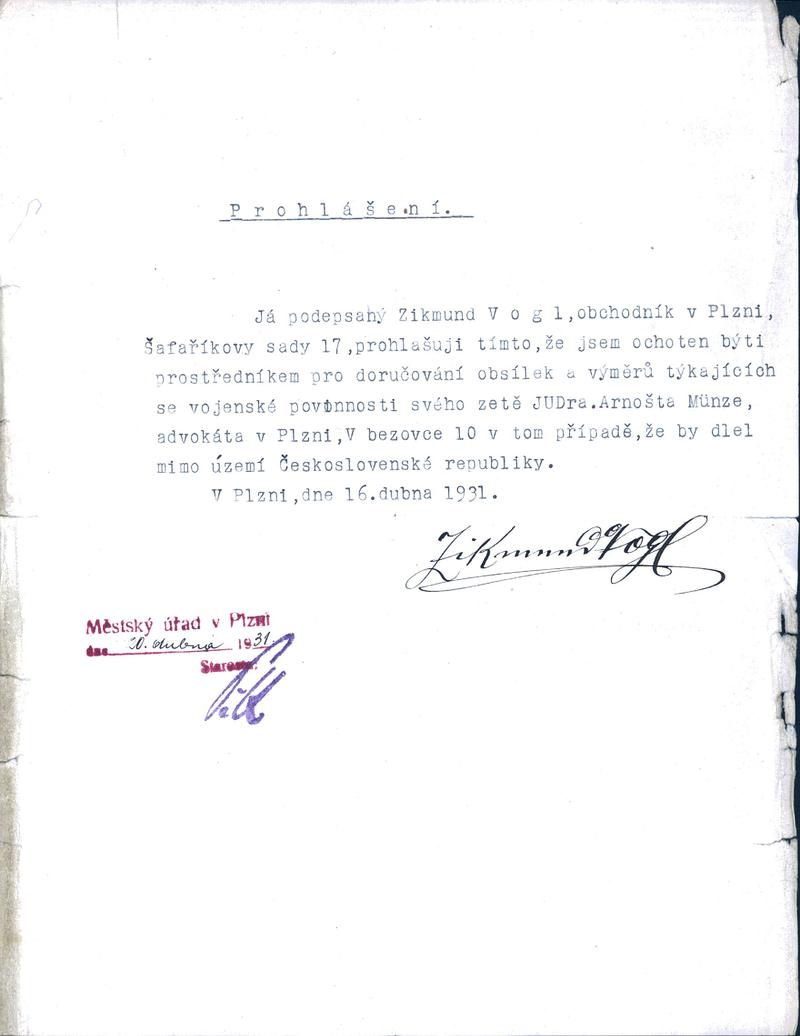 P r o h l á š e n í.
Já podepsahý Zikmund V o g l,obchodník v Plzni,
Šafaříkovy sady 17,prohlašuji tímto,že jsem ochoten býti
prostředníkem pro doručování obsílek a výměrů týkajících
se vojenské povinnosti svého zetě JUDra.Arnošta Münze,
advokáta v Plzni,V bezovce 10 v tom případě,že by dlel
mimo území Československé republiky.
V Plzni,dne 16.dubna 1931.
Zikmund Vogl
Městský úřad v Plzni
dne 20. dubna 1931.
Starosta: